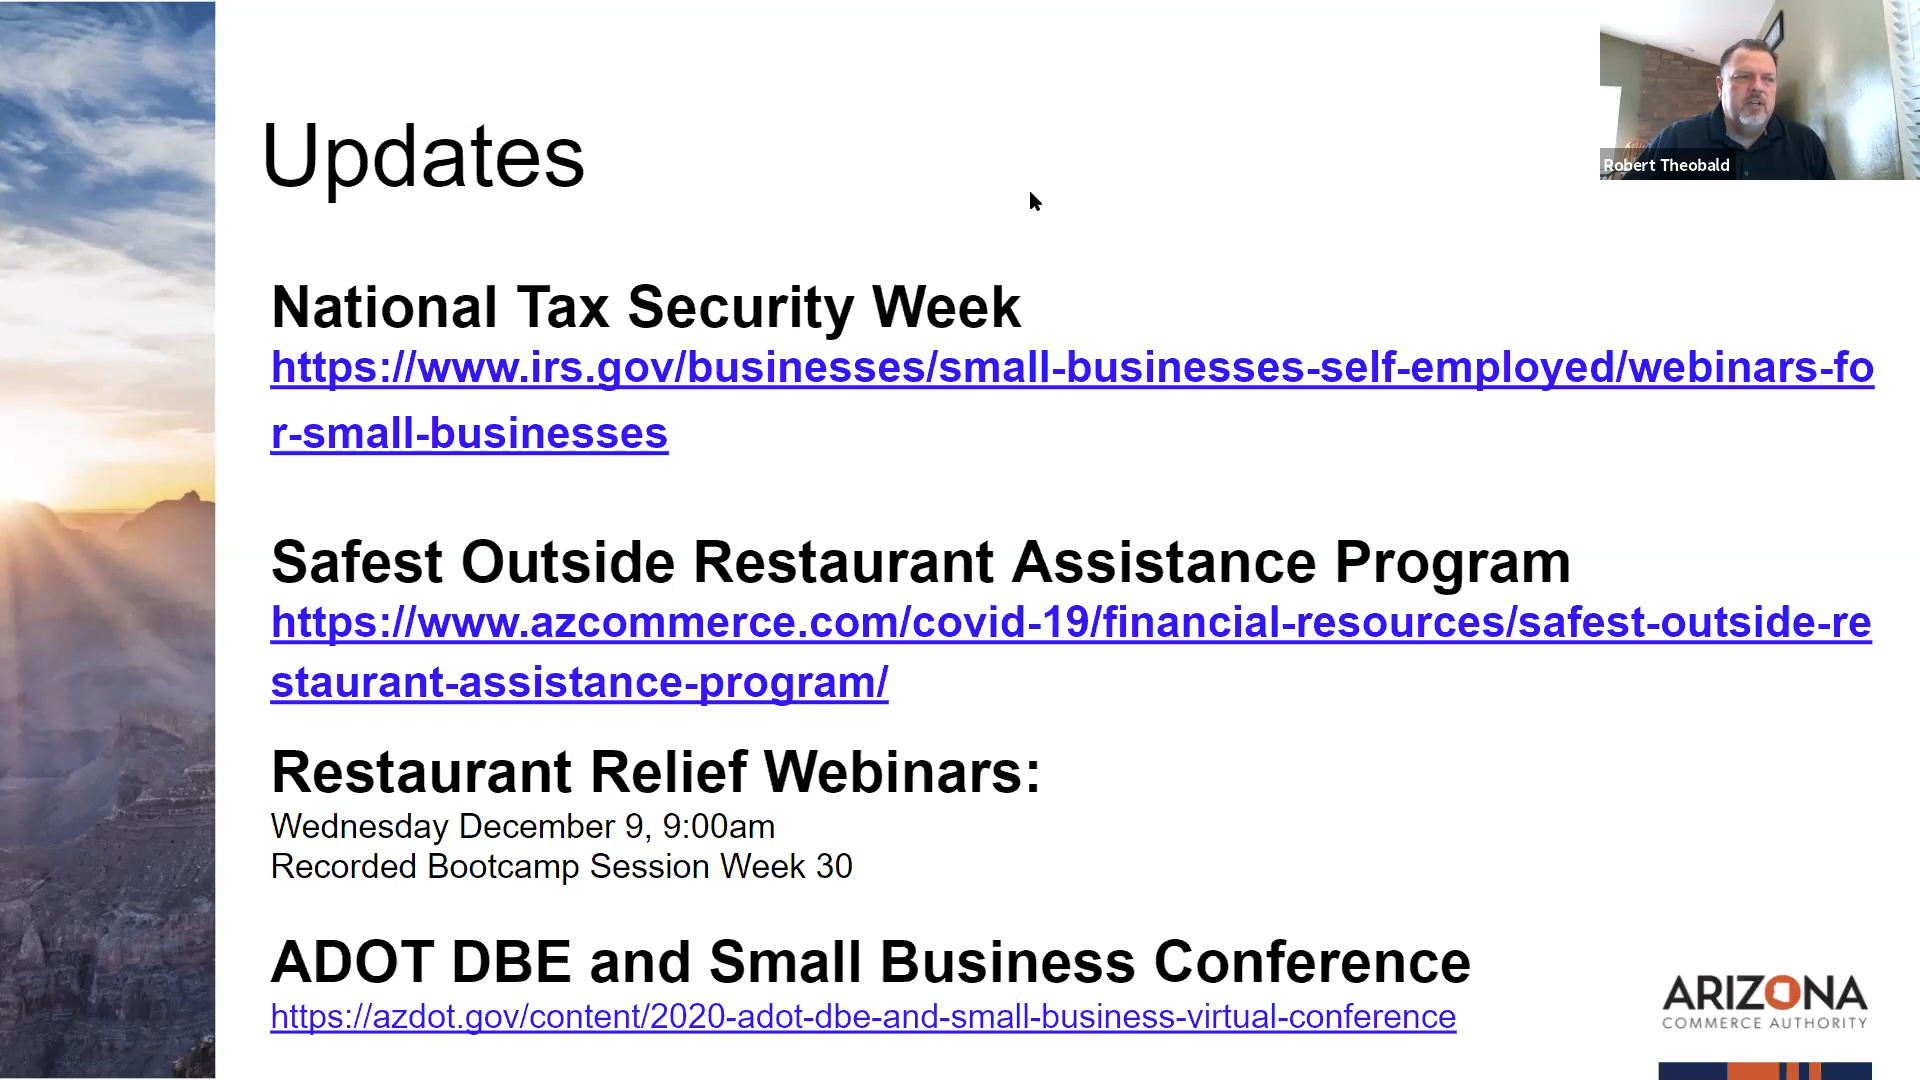 Updates
Robert Theobald
National Tax Security Week
https://www.irs.gov/businesses/small-businesses-self-employed/webinars-fo
r-small-businesses
Safest Outside Restaurant Assistance Program
https://www.azcommerce.com/covid-19/financial-resources/safest-outside-re
staurant-assistance-program/
Restaurant Relief Webinars:
Wednesday December 9, 9:00am
Recorded Bootcamp Session Week 30
ADOT DBE and Small Business Conference
https://azdot.gov/content/2020-adot-dbe-and-small-business-virtual-conference
ARIZONA
COMMERCE AUTHORITY